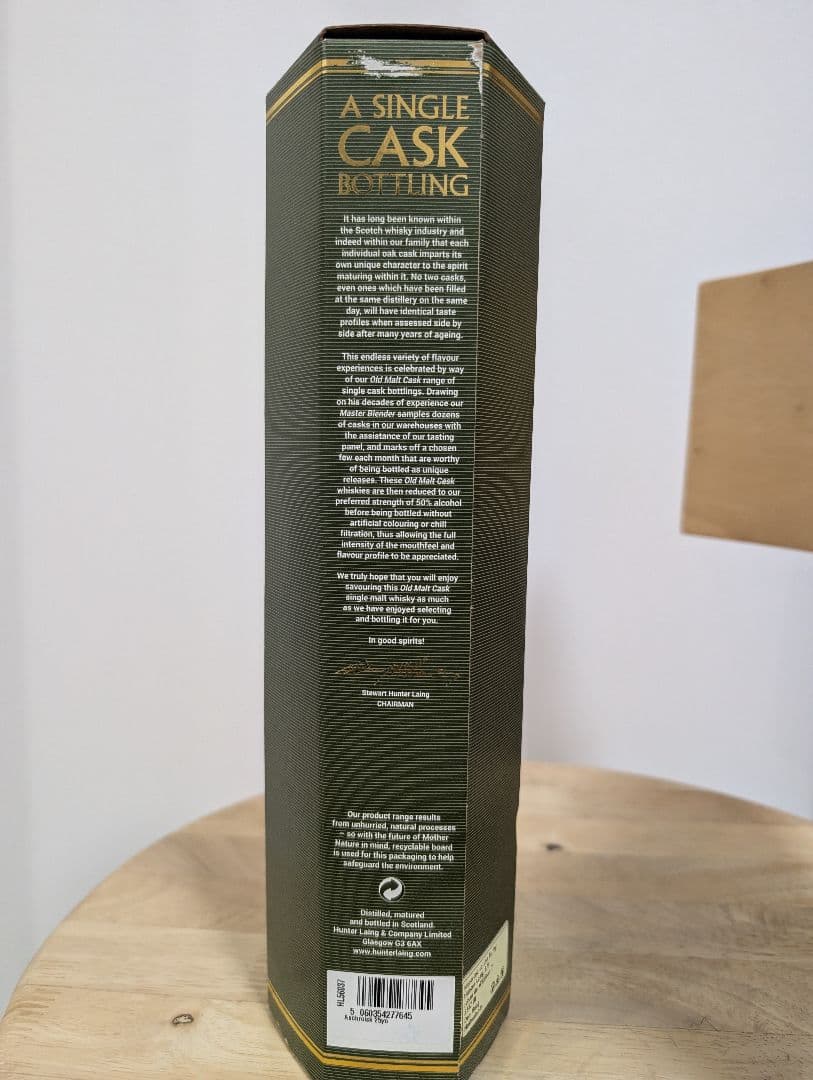 A SINGLE
CASK
BOTTLING
It has long been known within
the Scotch whisky industry and
indeed within our family that each
individual oak cask imparts its
own unique character to the spirit
maturing within it. No two casks,
even ones which have been filled
at the same distillery on the same
day, will have identical taste
profiles when assessed side by
side after many years of ageing.
This endless variety of flavour
experiences is celebrated by way
of our Old Malt Cask range of
single cask bottlings. Drawing
on his decades of experience our
Master Blender samples dozens
of casks in our warehouses with
the assistance of our tasting
panel, and marks off a chosen
few each month that are worthy
of being bottled as unique
releases. These Old Malt Cask
whiskies are then reduced to our
preferred strength of 50% alcohol
before being bottled without
artificial colouring or chill
filtration, thus allowing the full
intensity of the mouthfeel and
flavour profile to be appreciated.
We truly hope that you will enjoy
savouring this Old Malt Cask
single malt whisky as much
as we have enjoyed selecting
and bottling it for you.
In good spirits!
Stewart Hunter Laing
CHAIRMAN
Our product range results
from unhurried, natural processes
- so with the future of Mother
Nature in mind, recyclable board
is used for this packaging to help
safeguard the environment.
Distilled, matured
and bottled in Scotland.
Hunter Laing & Company Limited
Glasgow G3 6AX
www.hunterlaing.com
HL56037
5 060354277645
Auchroisk